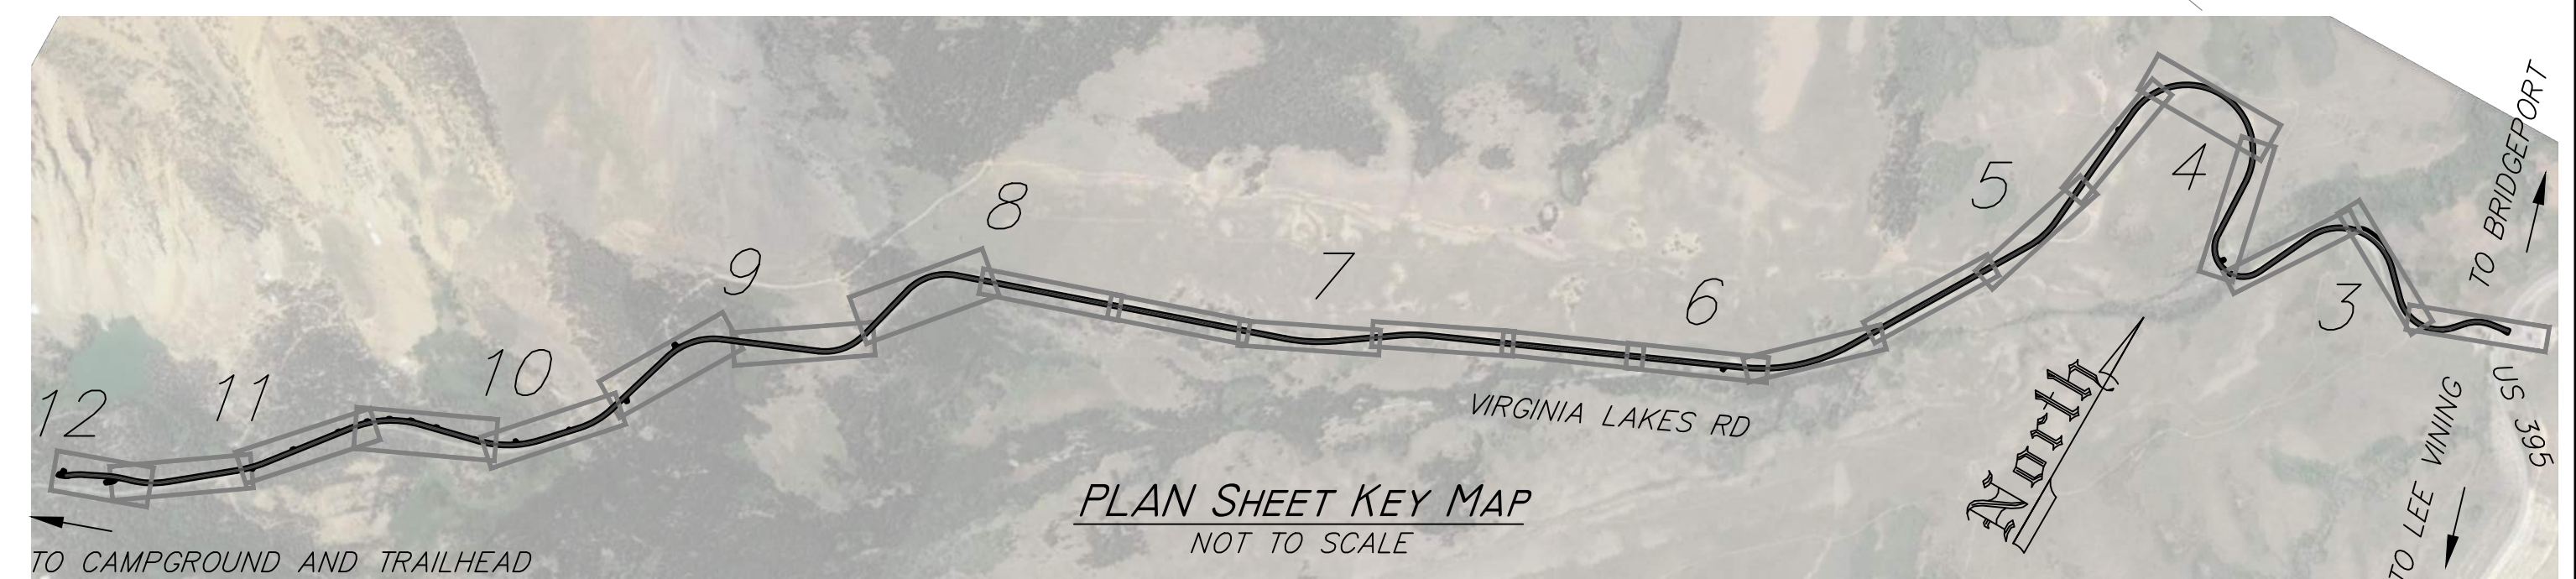 12
11
10
9
8
7
6
5
4
3
TO BRIDGEPORT
US 395
TO LEE VINING
VIRGINIA LAKES RD
North
PLAN SHEET KEY MAP
NOT TO SCALE
TO CAMPGROUND AND TRAILHEAD